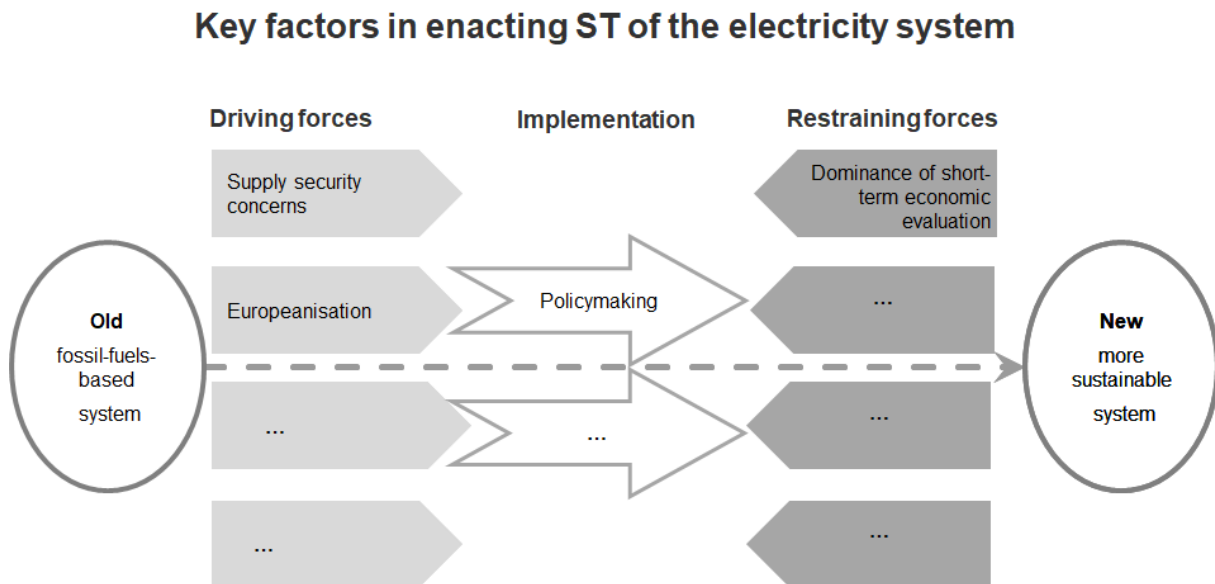 Key factors in enacting ST of the electricity system
Driving forces
Implementation
Restraining forces
Supply security
concerns
Dominance of short-
term economic
evaluation
Europeanisation
Policymaking
...
Old
fossil-fuels-
based
system
New
more
sustainable
system
...
...
...
...
...